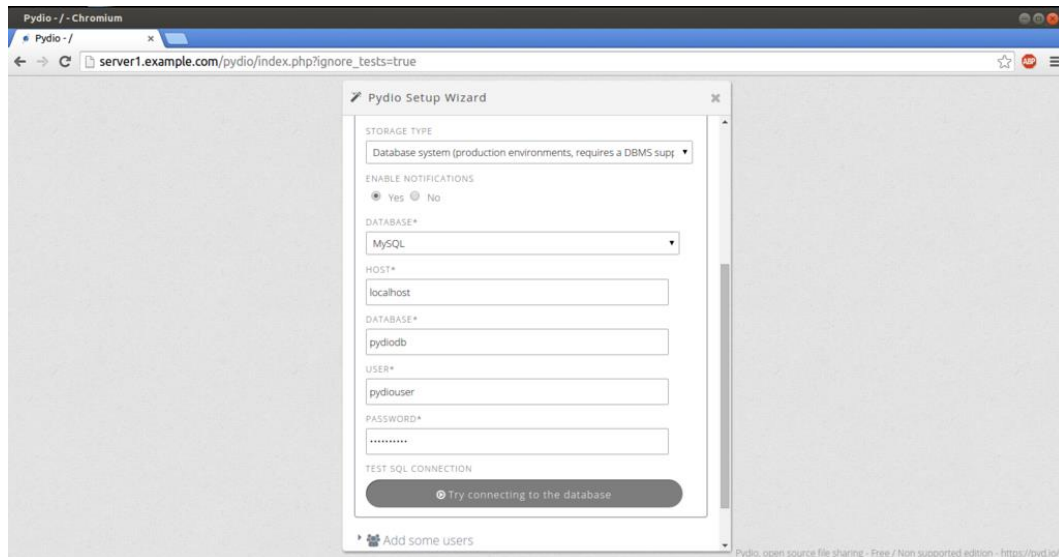 Pydio - / - Chromium
Pydio - /
server1.example.com/pydio/index.php?ignore_tests=true
ABP
Pydio Setup Wizard
STORAGE TYPE
Database system (production environments, requires a DBMS supp
ENABLE NOTIFICATIONS
Yes No
DATABASE*
MySQL
HOST*
localhost
DATABASE*
pydiodb
USER*
pydiouser
PASSWORD*
••••••••••
TEST SQL CONNECTION
Try connecting to the database
Add some users
Pydio, open source file sharing - Free / Non supported edition - https://pyd